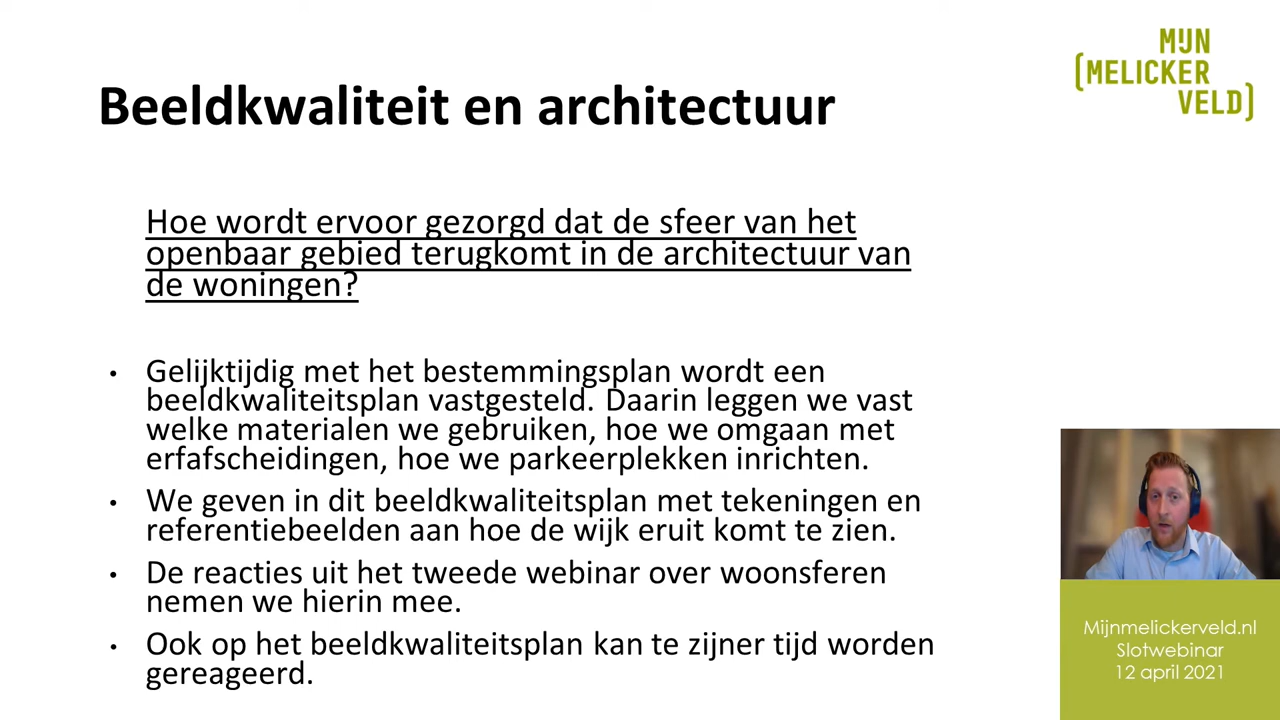 MIJN
(MELICKER
VELD)
Beeldkwaliteit en architectuur
Hoe wordt ervoor gezorgd dat de sfeer van het
openbaar gebied terugkomt in de architectuur van
de woningen?
• Gelijktijdig met het bestemmingsplan wordt een
beeldkwaliteitsplan vastgesteld. Daarin leggen we vast
welke materialen we gebruiken, hoe we omgaan met
erfafscheidingen, hoe we parkeerplekken inrichten.
• We geven in dit beeldkwaliteitsplan met tekeningen en
referentiebeelden aan hoe de wijk eruit komt te zien.
• De reacties uit het tweede webinar over woonsferen
nemen we hierin mee.
• Ook op het beeldkwaliteitsplan kan te zijner tijd worden
gereageerd.
Mijnmelickerveld.nl
Slotwebinar
12 april 2021